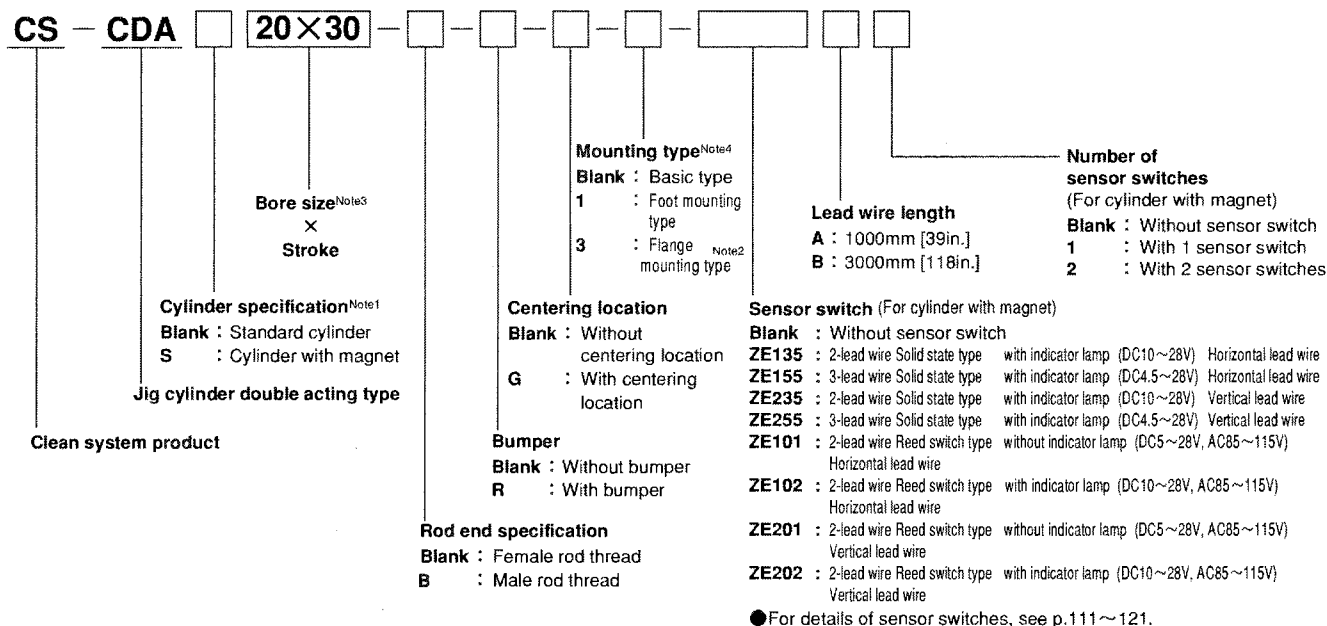 CS － CDA □ 20×30 － □ － □ － □ － □ － □ □ □
Mounting type Note4
Blank : Basic type
1 : Foot mounting
type
3 : Flange Note2
mounting type
Number of
sensor switches
(For cylinder with magnet)
Blank : Without sensor switch
1 : With 1 sensor switch
2 : With 2 sensor switches
Bore size Note3
×
Stroke
Lead wire length
A : 1000mm [39in.]
B : 3000mm [118in.]
Cylinder specification Note1
Blank : Standard cylinder
S : Cylinder with magnet
Centering location
Blank : Without
centering location
G : With centering
location
Sensor switch (For cylinder with magnet)
Blank : Without sensor switch
ZE135 : 2-lead wire Solid state type with indicator lamp (DC10～28V) Horizontal lead wire
ZE155 : 3-lead wire Solid state type with indicator lamp (DC4.5～28V) Horizontal lead wire
ZE235 : 2-lead wire Solid state type with indicator lamp (DC10～28V) Vertical lead wire
ZE255 : 3-lead wire Solid state type with indicator lamp (DC4.5～28V) Vertical lead wire
ZE101 : 2-lead wire Reed switch type without indicator lamp (DC5～28V, AC85～115V)
Horizontal lead wire
ZE102 : 2-lead wire Reed switch type with indicator lamp (DC10～28V, AC85～115V)
Horizontal lead wire
ZE201 : 2-lead wire Reed switch type without indicator lamp (DC5～28V, AC85～115V)
Vertical lead wire
ZE202 : 2-lead wire Reed switch type with indicator lamp (DC10～28V, AC85～115V)
Vertical lead wire
●For details of sensor switches, see p.111～121.
Jig cylinder double acting type
Clean system product
Bumper
Blank : Without bumper
R : With bumper
Rod end specification
Blank : Female rod thread
B : Male rod thread